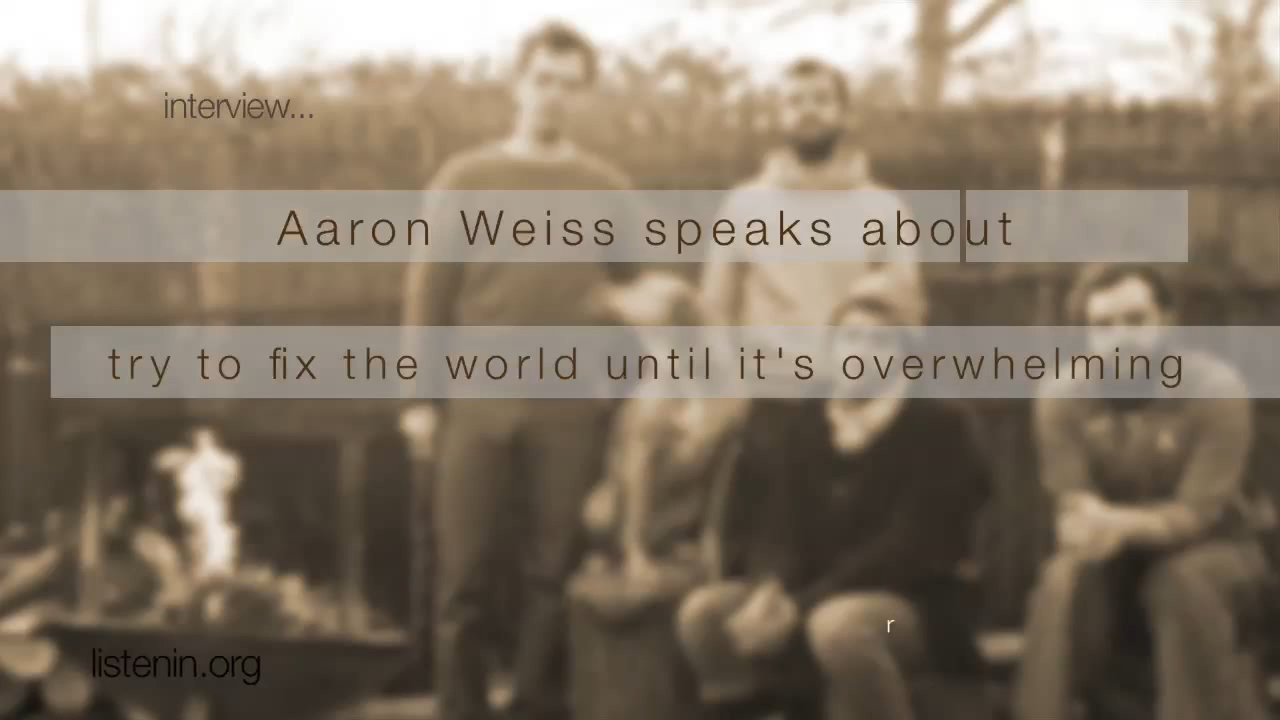 interview...
Aaron Weiss speaks about
try to fix the world until it's overwhelming
r
listenin.org